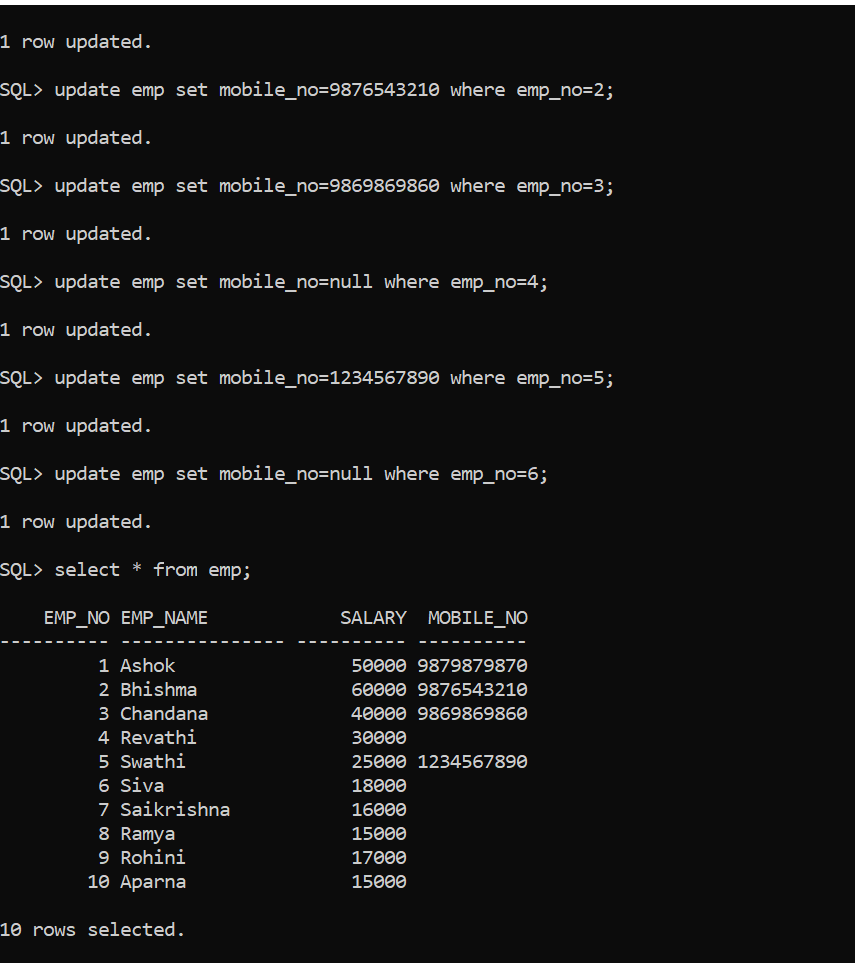 1 row updated.
SQL> update emp set mobile_no=9876543210 where emp_no=2;
1 row updated.
SQL> update emp set mobile_no=9869869860 where emp_no=3;
1 row updated.
SQL> update emp set mobile_no=null where emp_no=4;
1 row updated.
SQL> update emp set mobile_no=1234567890 where emp_no=5;
1 row updated.
SQL> update emp set mobile_no=null where emp_no=6;
1 row updated.
SQL> select * from emp;
    EMP_NO EMP_NAME            SALARY  MOBILE_NO
---------- --------------- ---------- ----------
         1 Ashok                50000 9879879870
         2 Bhishma              60000 9876543210
         3 Chandana             40000 9869869860
         4 Revathi              30000
         5 Swathi               25000 1234567890
         6 Siva                 18000
         7 Saikrishna           16000
         8 Ramya                15000
         9 Rohini               17000
        10 Aparna               15000
10 rows selected.